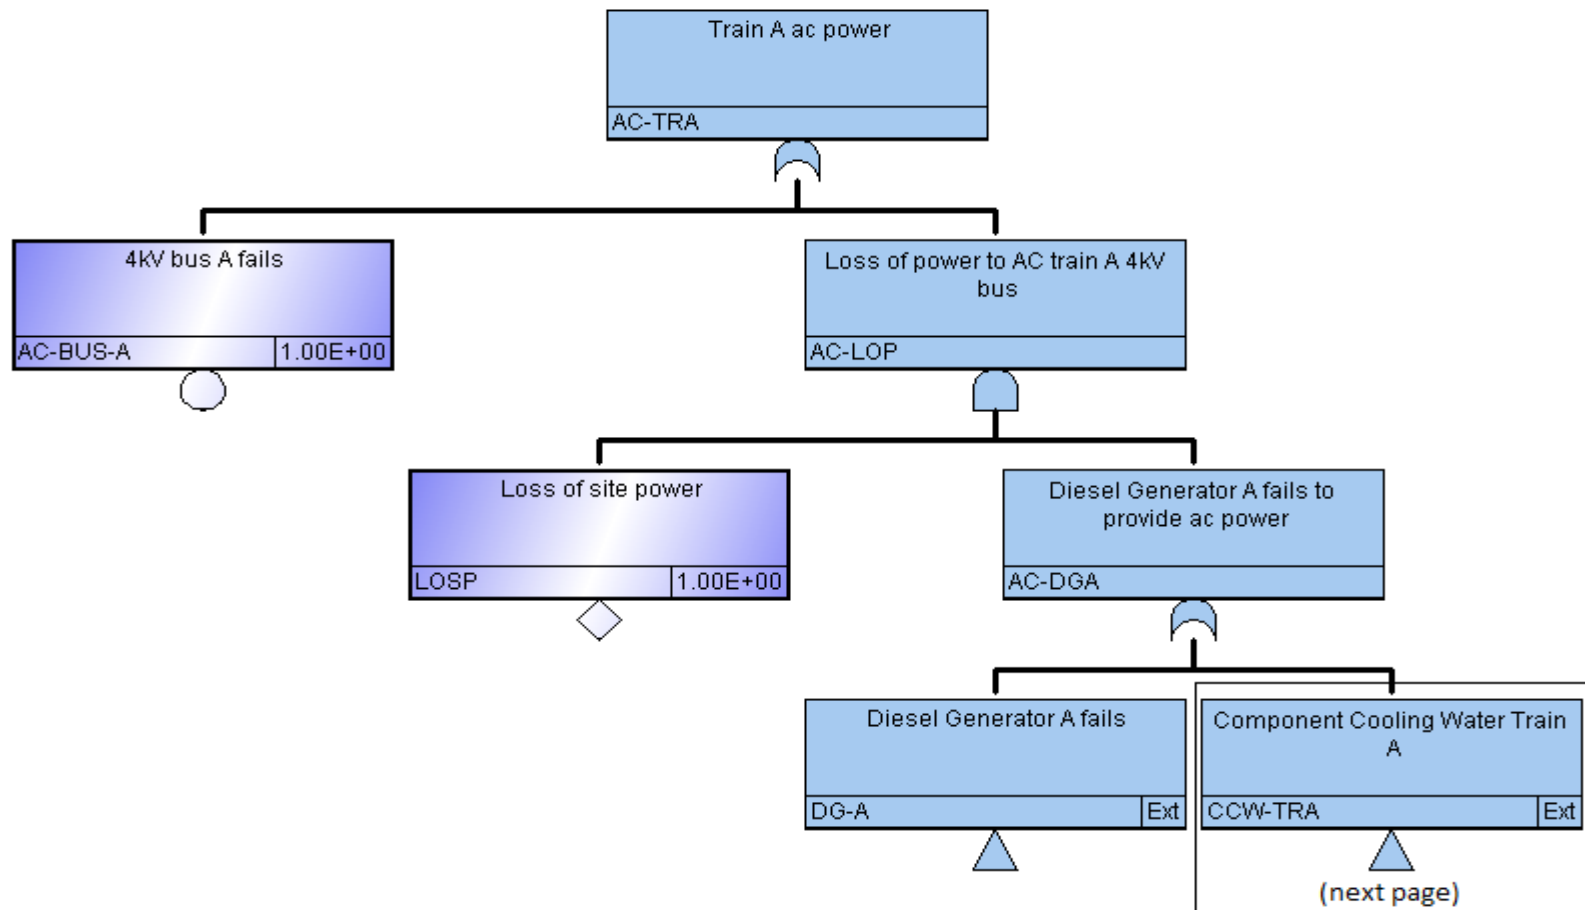 Train A ac power
AC-TRA
4kV bus A fails
AC-BUS-A 1.00E+00
Loss of power to AC train A 4kV
bus
AC-LOP
Loss of site power
LOSP 1.00E+00
Diesel Generator A fails to
provide ac power
AC-DGA
Diesel Generator A fails
DG-A Ext
Component Cooling Water Train
A
CCW-TRA Ext
(next page)